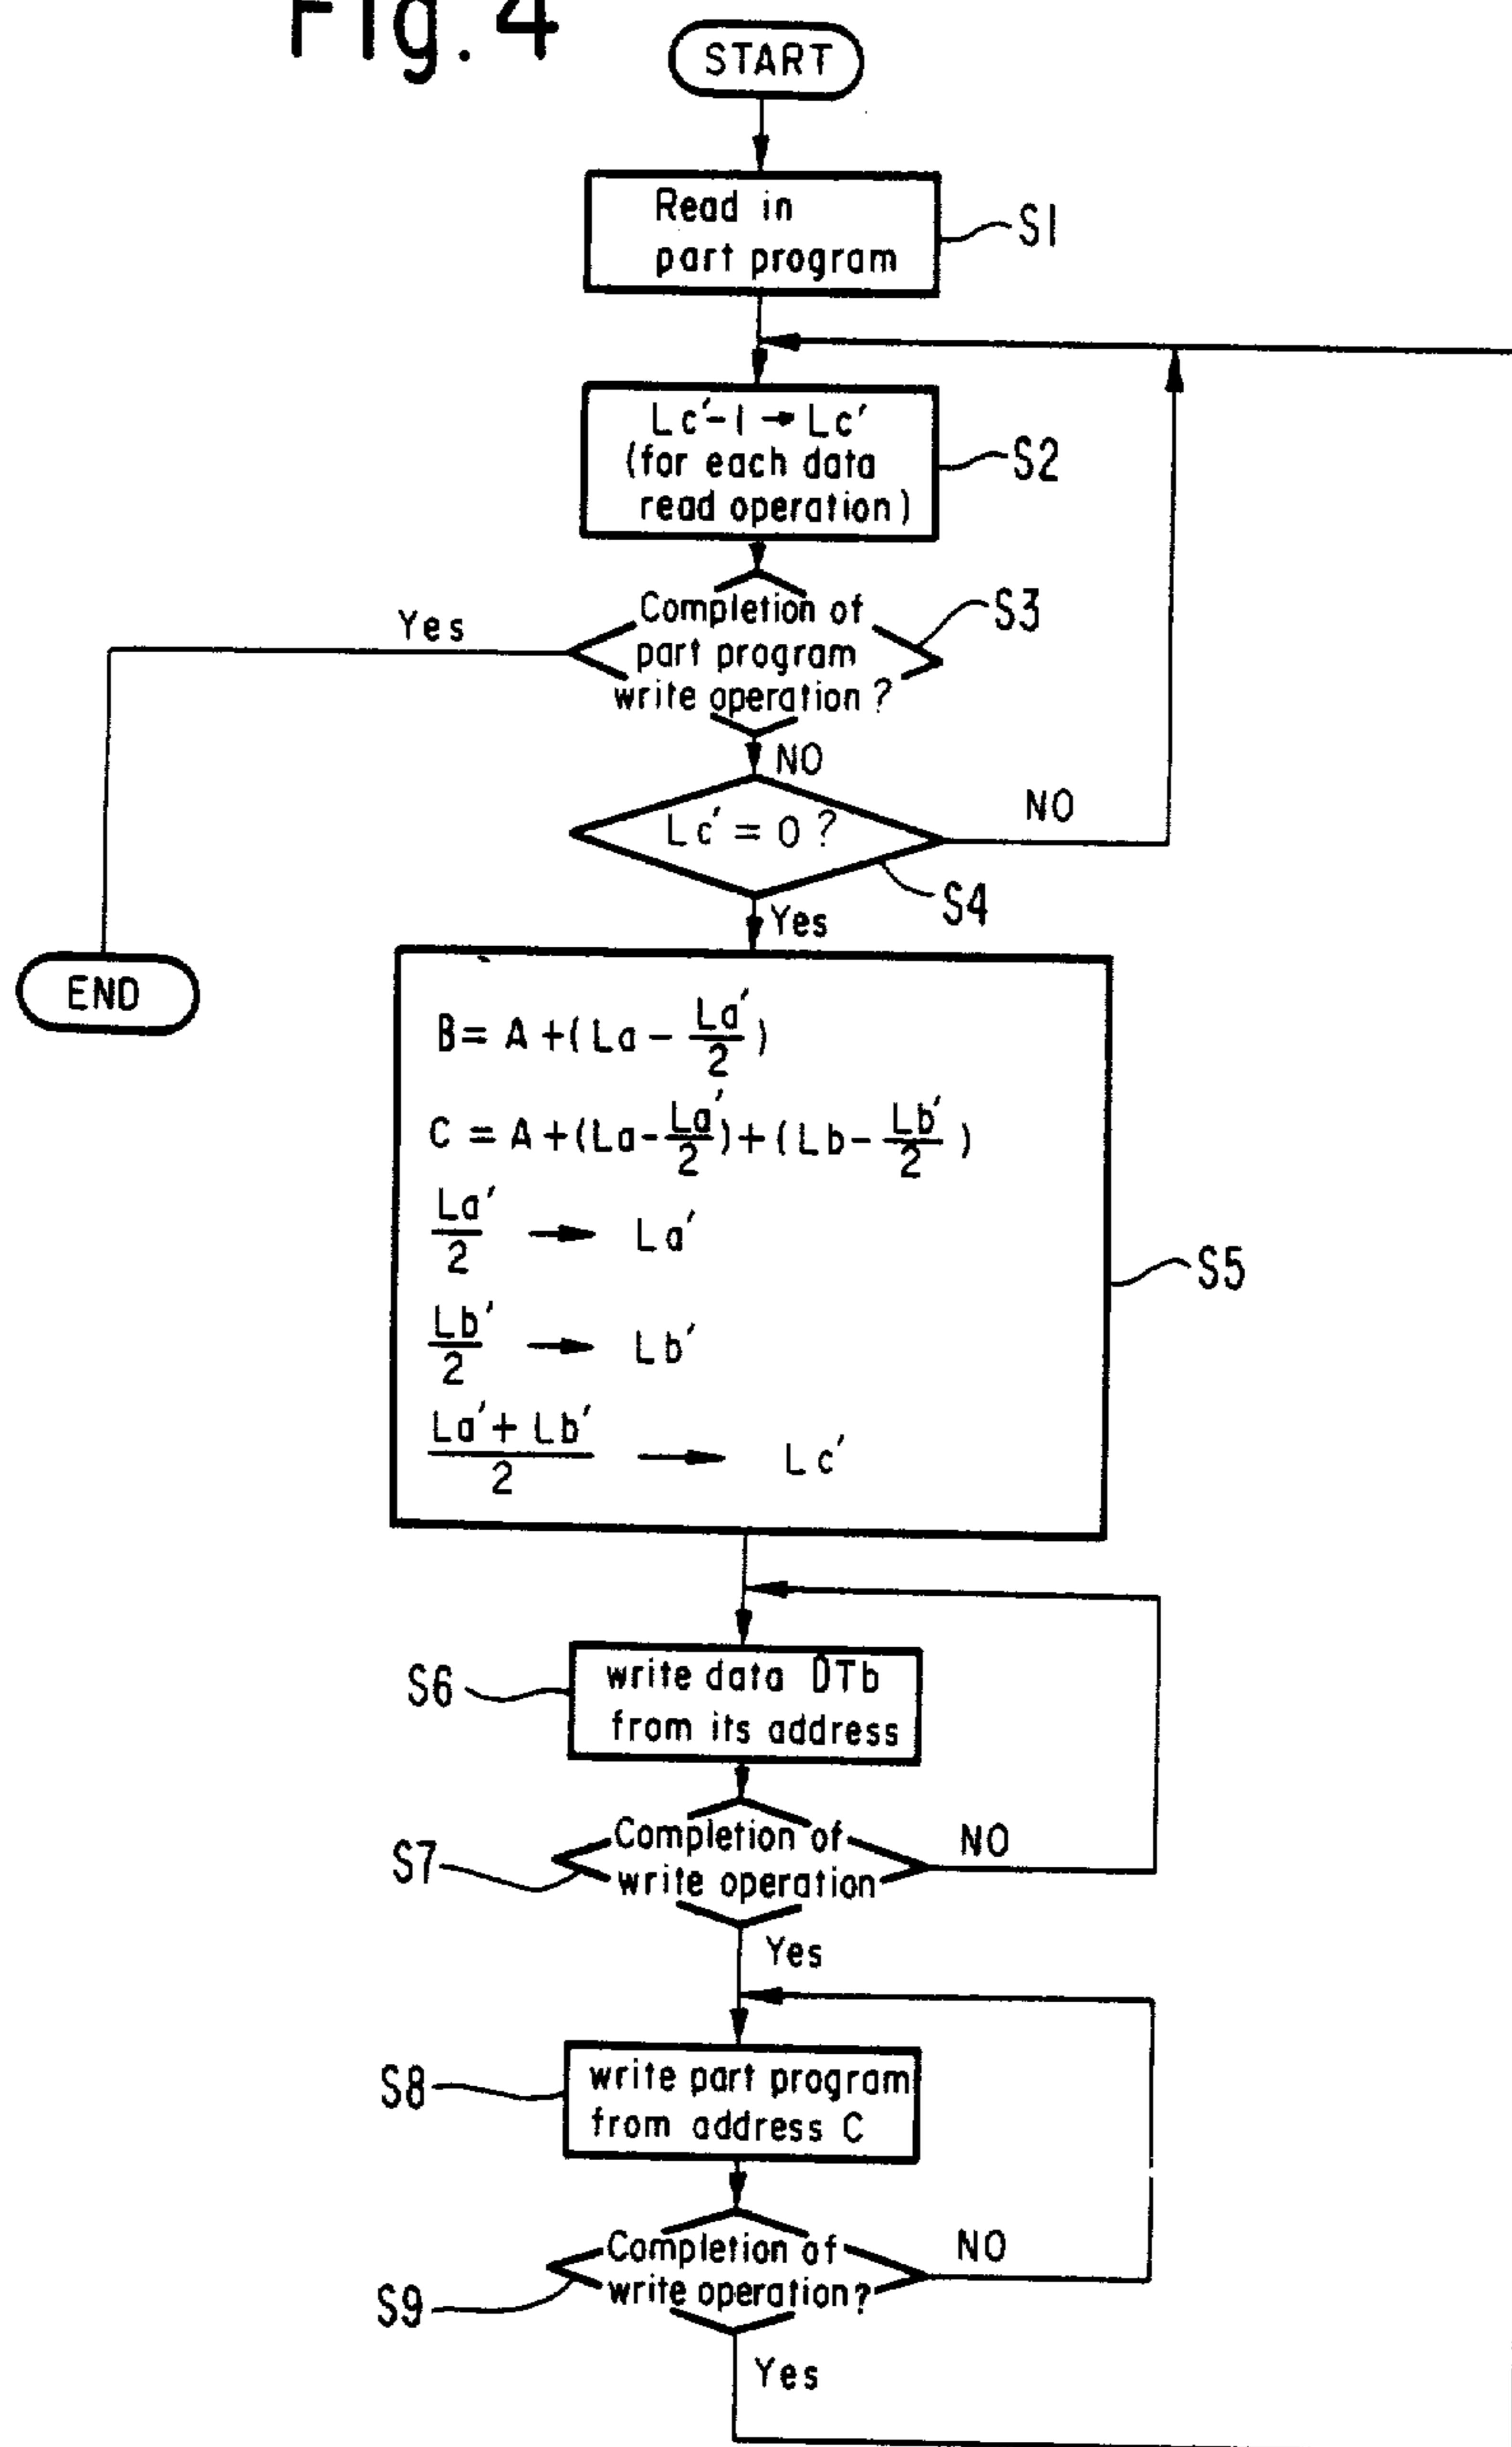 Fig. 4
START
Read in
part program
S1
Lc'-1 → Lc'
(for each data
read operation)
S2
Completion of
part program
write operation ?
S3
Yes
NO
Lc' = 0 ?
NO
S4
Yes
END
B = A + (La - La'/2)
C = A + (La - La'/2) + (Lb - Lb'/2)
La'/2 → La'
Lb'/2 → Lb'
(La' + Lb')/2 → Lc'
S5
S6
write data DTb
from its address
S7
Completion of
write operation
NO
Yes
S8
write part program
from address C
S9
Completion of
write operation?
NO
Yes